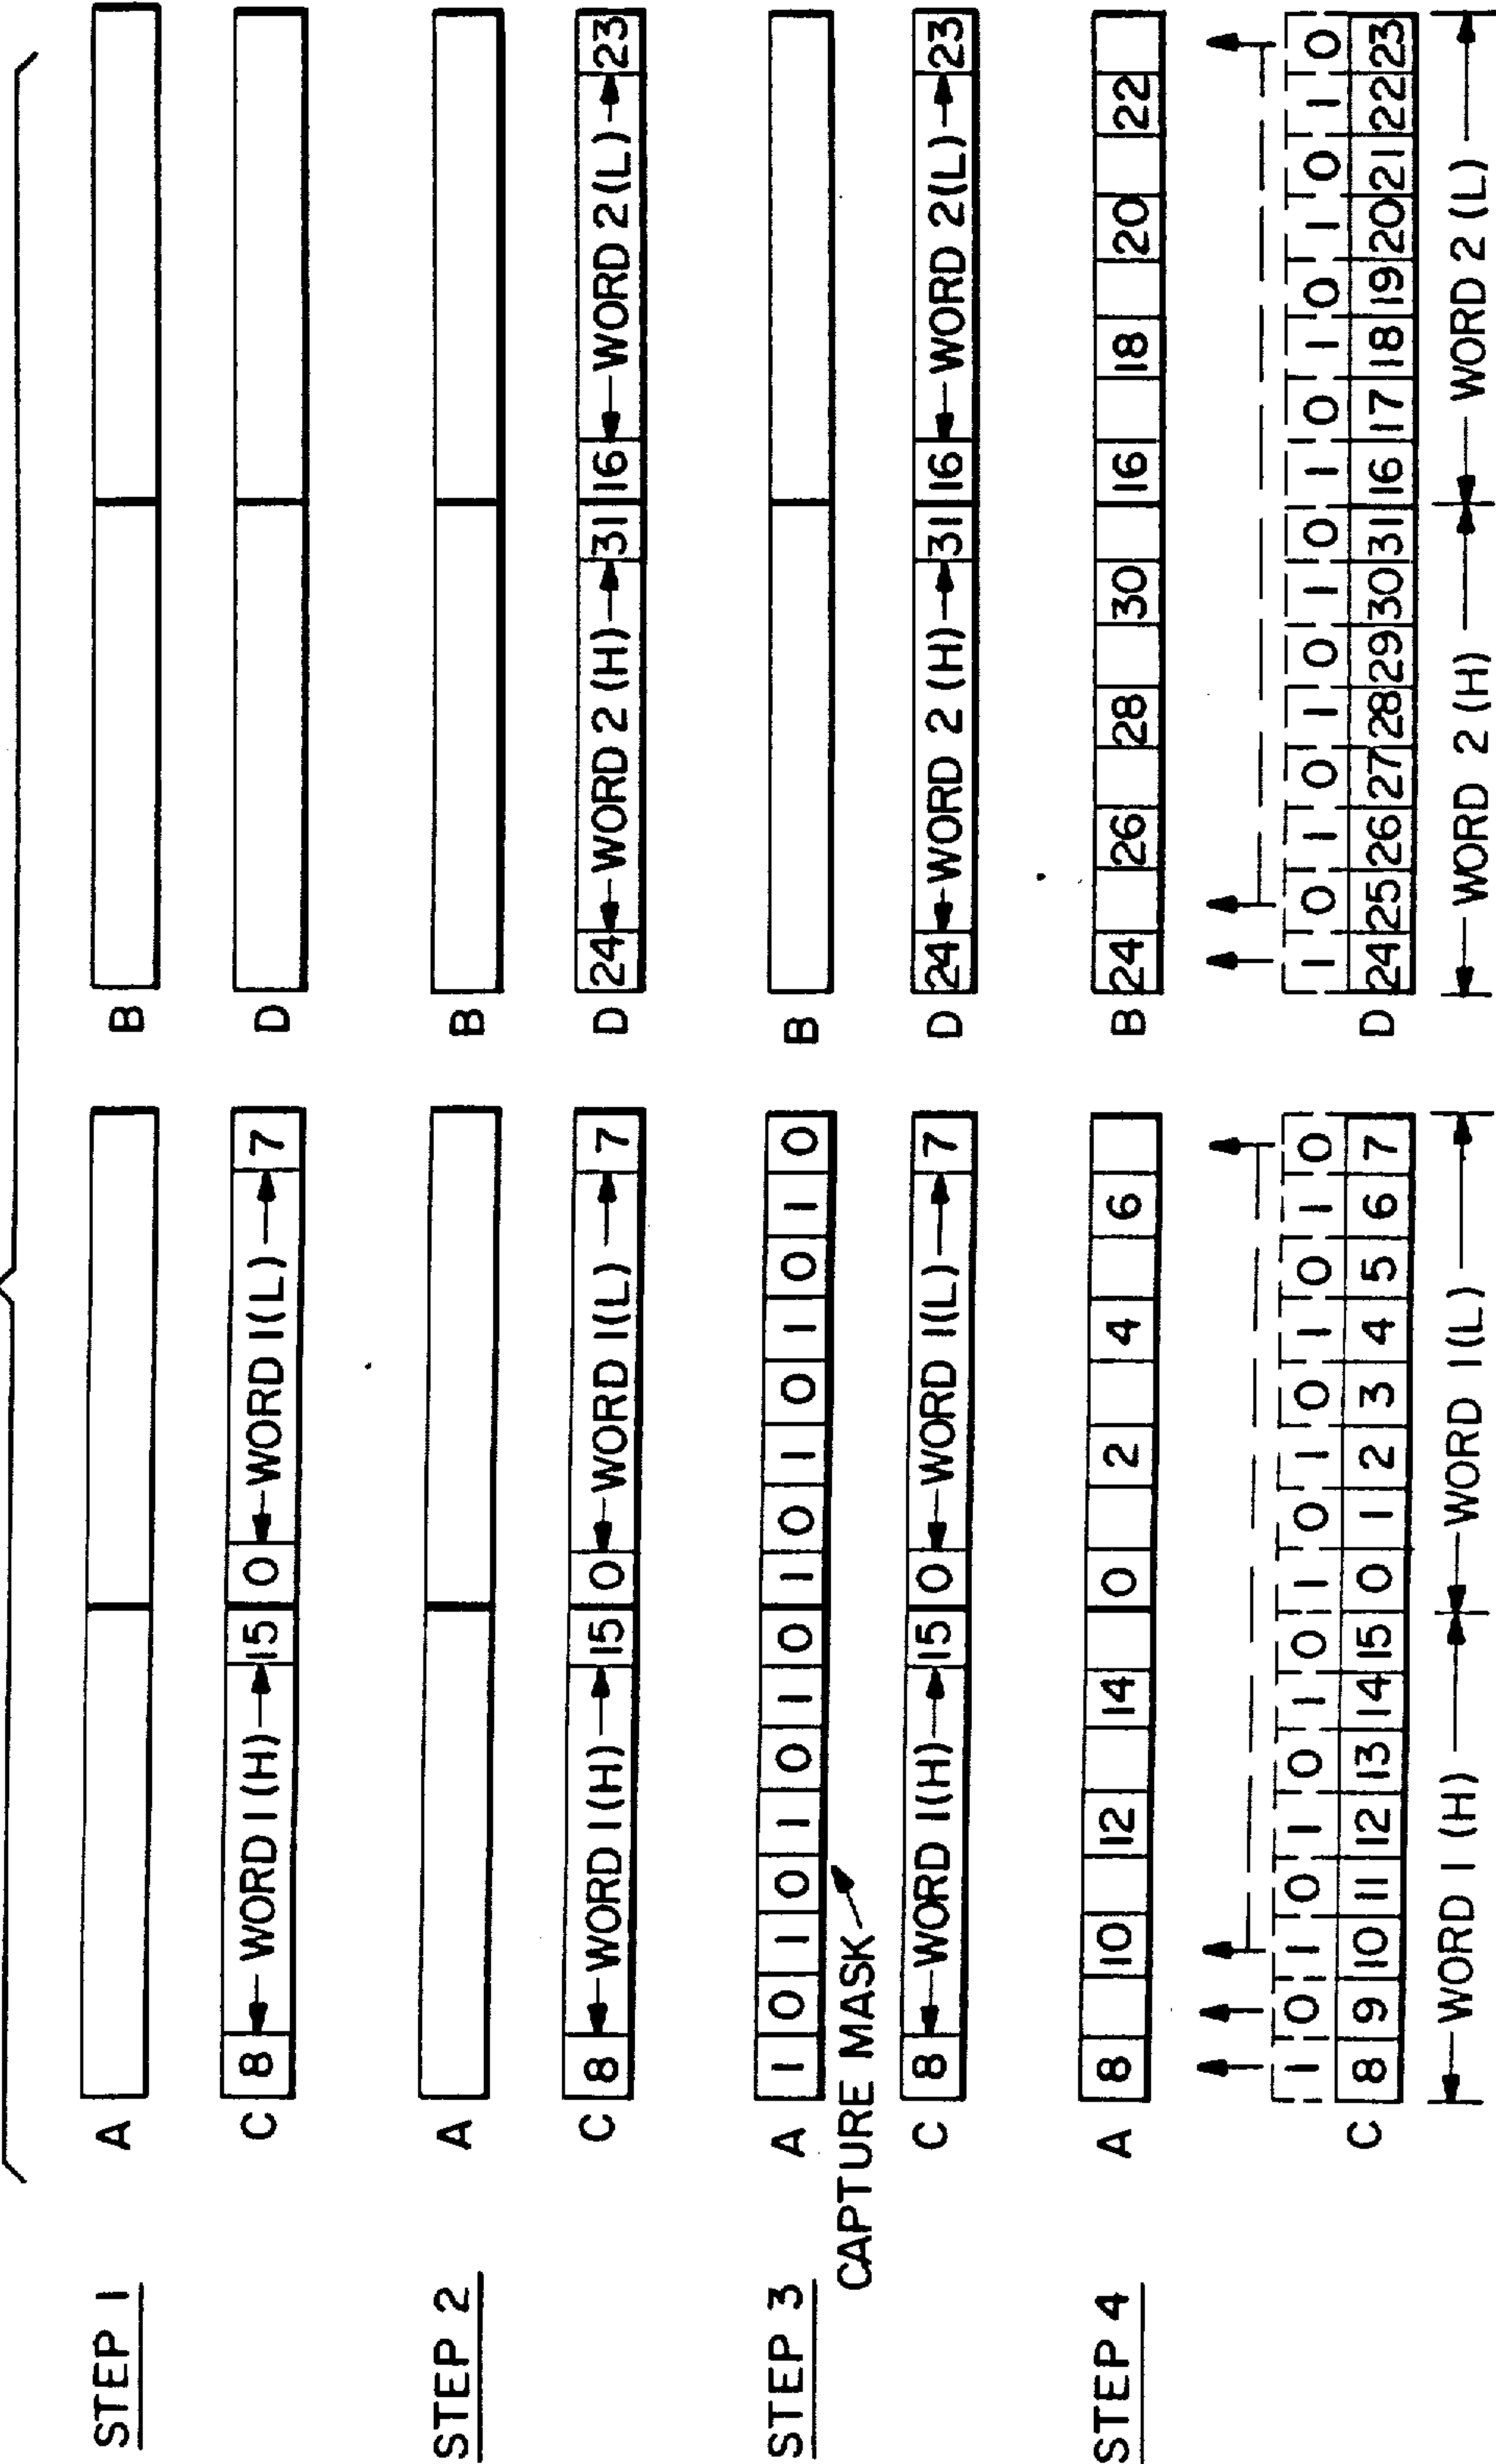 STEP 1
A
B
C 8 WORD 1 (H) 15 0 WORD 1(L) 7
D
STEP 2
A
B
C 8 WORD 1 (H) 15 0 WORD 1(L) 7
D 24 WORD 2 (H) 31 16 WORD 2 (L) 23
STEP 3
A 1 0 1 0 1 0 1 0 1 0 1 0 1 0 1 0
B
CAPTURE MASK
C 8 WORD 1(H) 15 0 WORD 1(L) 7
D 24 WORD 2 (H) 31 16 WORD 2(L) 23
STEP 4
A 8 10 12 14 0 2 4 6
B 24 26 28 30 16 18 20 22
1 0 1 0 1 0 1 0 1 0 1 0 1 0 1 0
1 0 1 0 1 0 1 0 1 0 1 0 1 0 1 0
C 8 9 10 11 12 13 14 15 0 1 2 3 4 5 6 7
D 24 25 26 27 28 29 30 31 16 17 18 19 20 21 22 23
WORD 1 (H) WORD 1(L)
WORD 2 (H) WORD 2 (L)